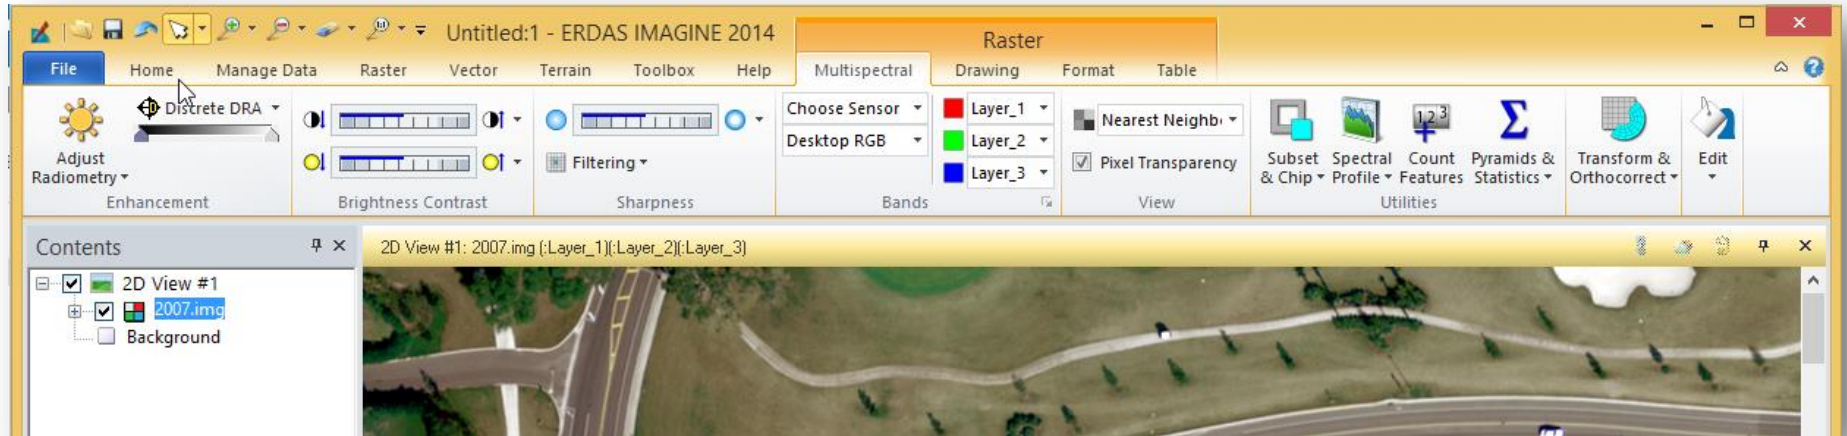 Untitled:1 - ERDAS IMAGINE 2014
Raster
File Home Manage Data Raster Vector Terrain Toolbox Help Multispectral Drawing Format Table
Discrete DRA
Adjust
Radiometry
Enhancement
Brightness Contrast
Filtering
Sharpness
Choose Sensor
Desktop RGB
Layer_1
Layer_2
Layer_3
Bands
Nearest Neighb
Pixel Transparency
View
Subset
& Chip
Spectral
Profile
1 2 3
Count
Features
Σ
Pyramids &
Statistics
Utilities
Transform &
Orthocorrect
Edit
Contents
2D View #1: 2007.img (:Layer_1)(:Layer_2)(:Layer_3)
2D View #1
2007.img
Background